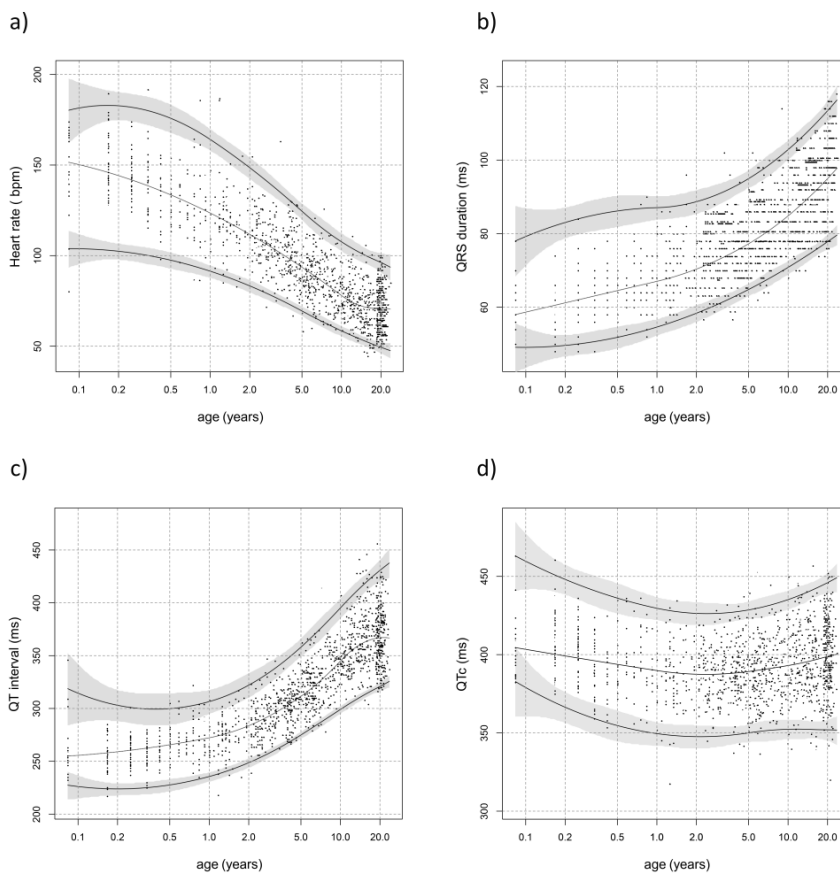 a)
b)
200
150
100
50
Heart rate ( bpm)
0.1 0.2 0.5 1.0 2.0 5.0 10.0 20.0
age (years)
120
100
80
60
QRS duration (ms)
0.1 0.2 0.5 1.0 2.0 5.0 10.0 20.0
age (years)
c)
d)
450
400
350
300
250
200
QT interval (ms)
0.1 0.2 0.5 1.0 2.0 5.0 10.0 20.0
age (years)
450
400
350
300
QTc (ms)
0.1 0.2 0.5 1.0 2.0 5.0 10.0 20.0
age (years)